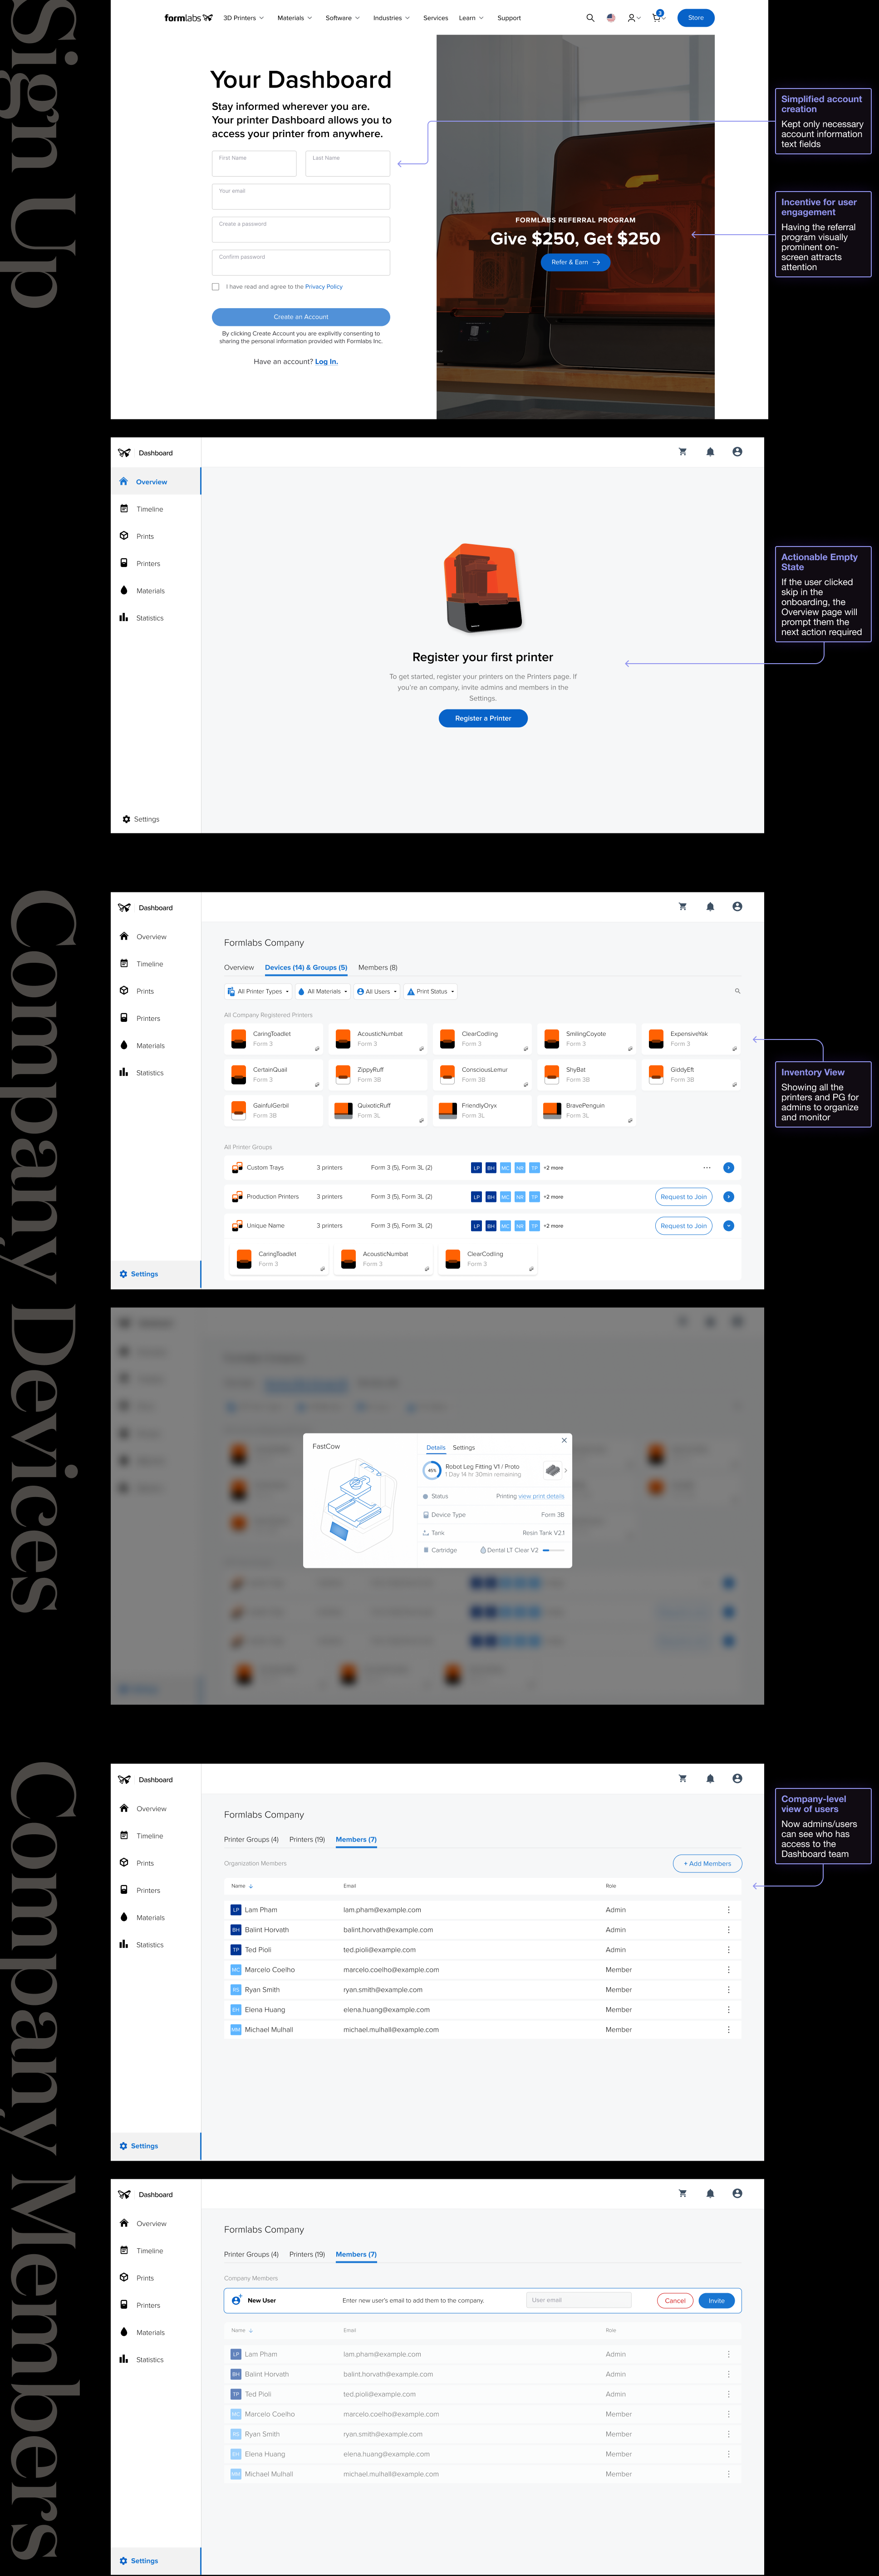 Sign Up
formlabs
3D Printers
Materials
Software
Industries
Services
Learn
Support
3
Store
Your Dashboard
Stay informed wherever you are.
Your printer Dashboard allows you to
access your printer from anywhere.
First Name
Last Name
Your email
Create a password
Confirm password
I have read and agree to the Privacy Policy.
Create an Account
By clicking Create Account you are explivitly consenting to
sharing the personal information provided with Formlabs Inc.
Have an account? Log In.
FORMLABS REFERRAL PROGRAM
Give $250, Get $250
Refer & Earn
Simplified account
creation
Kept only necessary
account information
text fields
Incentive for user
engagement
Having the referral
program visually
prominent on-
screen attracts
attention
Dashboard
Overview
Timeline
Prints
Printers
Materials
Statistics
Settings
Register your first printer
To get started, register your printers on the Printers page. If
you're an company, invite admins and members in the
Settings.
Register a Printer
Actionable Empty
State
If the user clicked
skip in the
onboarding, the
Overview page will
prompt them the
next action required
Company Devices
Dashboard
Overview
Timeline
Prints
Printers
Materials
Statistics
Settings
Formlabs Company
Overview
Devices (14) & Groups (5)
Members (8)
All Printer Types
All Materials
All Users
Print Status
All Company Registered Printers
CaringToadlet
Form 3
AcousticNumbat
Form 3
ClearCodling
Form 3
SmilingCoyote
Form 3
ExpensiveYak
Form 3
CertainQuail
Form 3
ZippyRuff
Form 3B
ConsciousLemur
Form 3B
ShyBat
Form 3B
GiddyEft
Form 3B
GainfulGerbil
Form 3B
QuixoticRuff
Form 3L
FriendlyOryx
Form 3L
BravePenguin
Form 3L
All Printer Groups
Custom Trays
3 printers
Form 3 (5), Form 3L (2)
LP BH MC NR TP +2 more
Production Printers
3 printers
Form 3 (5), Form 3L (2)
LP BH MC NR TP +2 more
Request to Join
Unique Name
3 printers
Form 3 (5), Form 3L (2)
LP BH MC NR TP +2 more
Request to Join
CaringToadlet
Form 3
AcousticNumbat
Form 3
ClearCodling
Form 3
Inventory View
Showing all the
printers and PG for
admins to organize
and monitor
FastCow
Details
Settings
85%
Robot Leg Fitting V1 / Proto
1 Day 14 hr 30min remaining
Status
Printing view print details
Device Type
Form 3B
Tank
Resin Tank V2.1
Cartridge
Dental LT Clear V2
Company Members
Dashboard
Overview
Timeline
Prints
Printers
Materials
Statistics
Settings
Formlabs Company
Printer Groups (4)
Printers (19)
Members (7)
Organization Members
+ Add Members
Name
Email
Role
LP Lam Pham lam.pham@example.com Admin
BH Balint Horvath balint.horvath@example.com Admin
TP Ted Pioli ted.pioli@example.com Admin
MC Marcelo Coelho marcelo.coelho@example.com Member
RS Ryan Smith ryan.smith@example.com Member
EH Elena Huang elena.huang@example.com Member
MM Michael Mulhall michael.mulhall@example.com Member
Company-level
view of users
Now admins/users
can see who has
access to the
Dashboard team
Dashboard
Overview
Timeline
Prints
Printers
Materials
Statistics
Settings
Formlabs Company
Printer Groups (4)
Printers (19)
Members (7)
Company Members
New User
Enter new user's email to add them to the company.
User email
Cancel
Invite
Name
Email
Role
LP Lam Pham lam.pham@example.com Admin
BH Balint Horvath balint.horvath@example.com Admin
TP Ted Pioli ted.pioli@example.com Admin
MC Marcelo Coelho marcelo.coelho@example.com Member
RS Ryan Smith ryan.smith@example.com Member
EH Elena Huang elena.huang@example.com Member
MM Michael Mulhall michael.mulhall@example.com Member